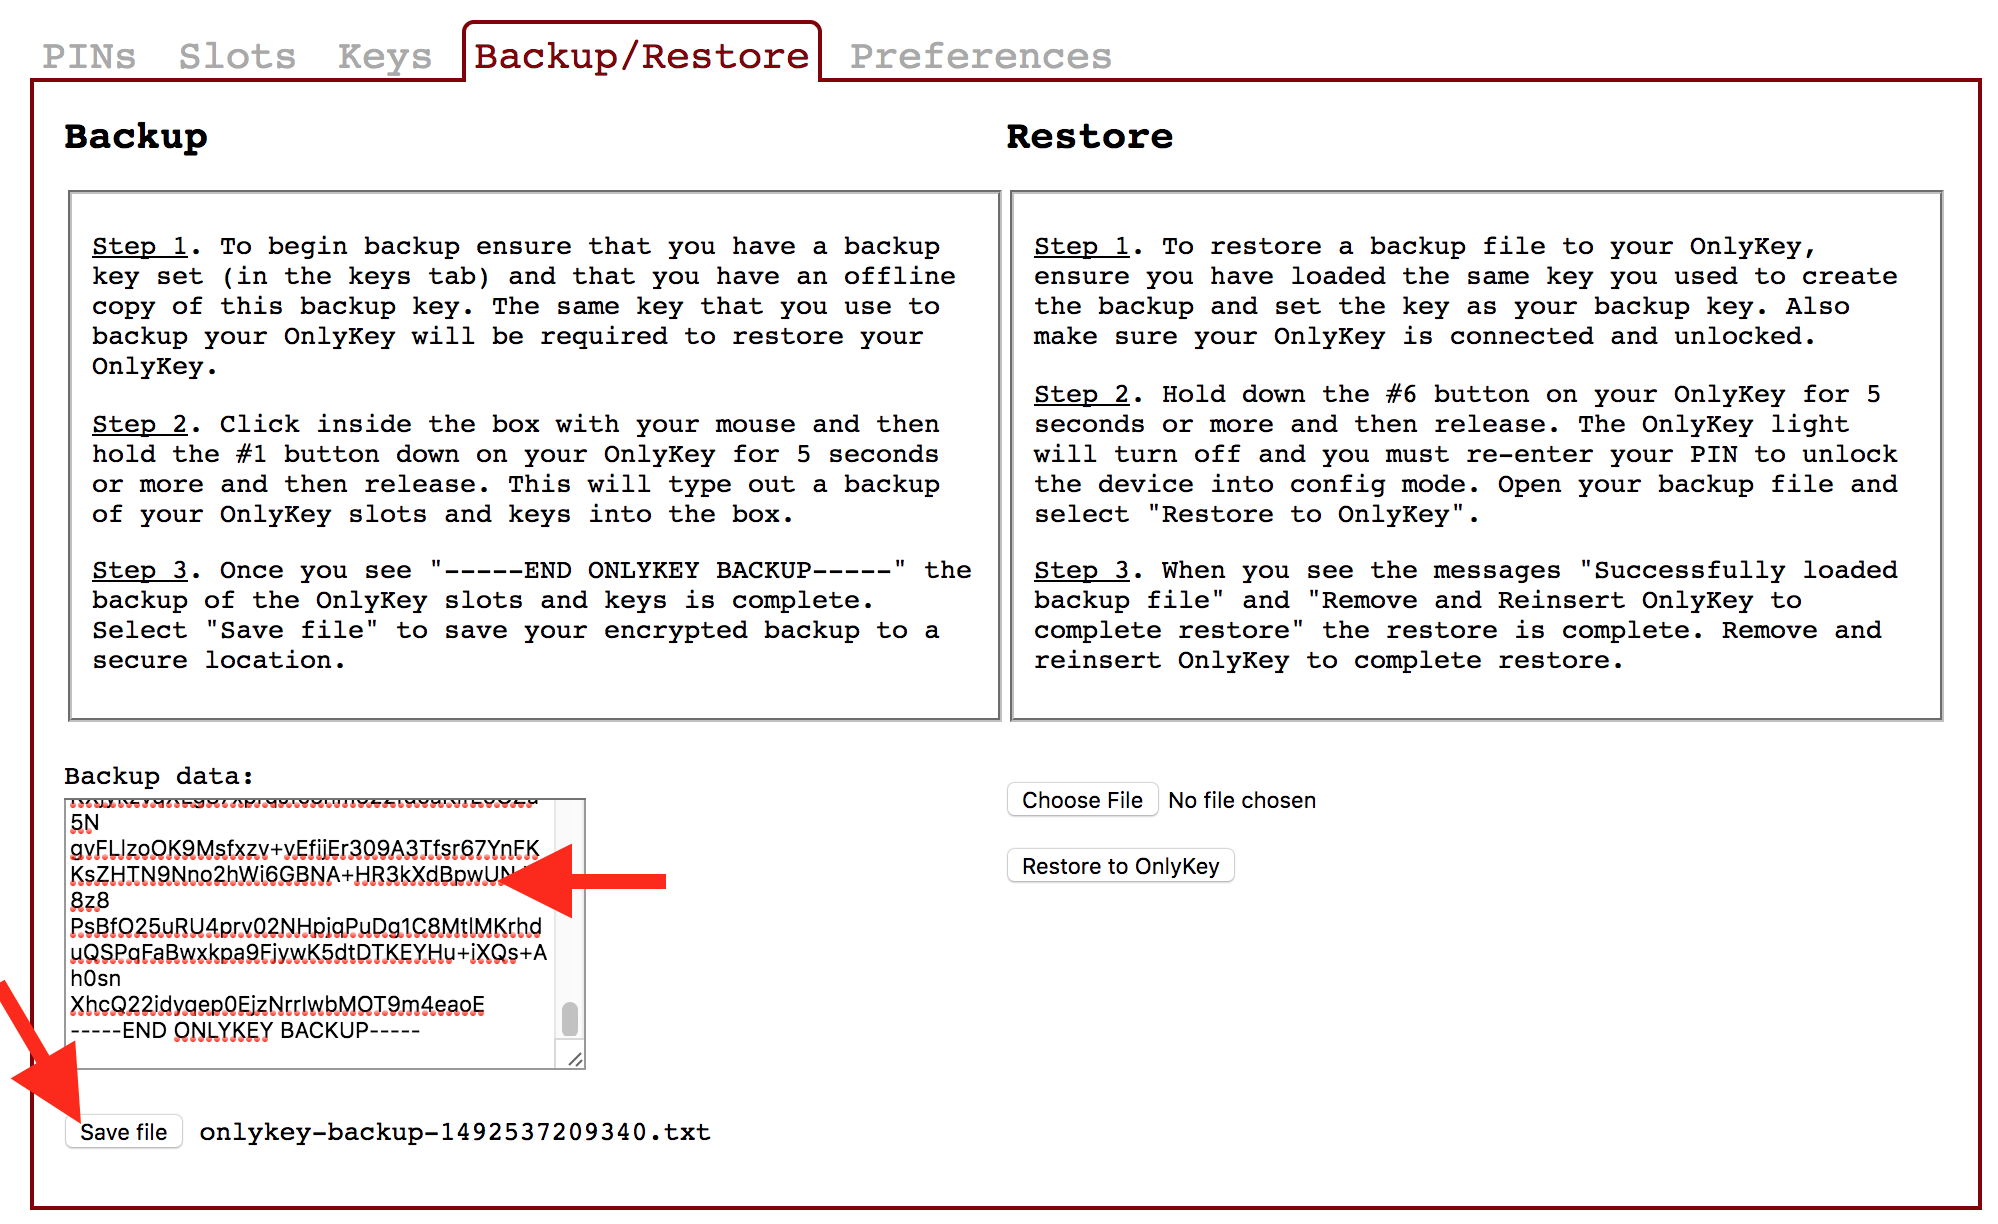 PINs Slots Keys Backup/Restore Preferences
Backup
Step 1. To begin backup ensure that you have a backup
key set (in the keys tab) and that you have an offline
copy of this backup key. The same key that you use to
backup your OnlyKey will be required to restore your
OnlyKey.
Step 2. Click inside the box with your mouse and then
hold the #1 button down on your OnlyKey for 5 seconds
or more and then release. This will type out a backup
of your OnlyKey slots and keys into the box.
Step 3. Once you see "-----END ONLYKEY BACKUP-----" the
backup of the OnlyKey slots and keys is complete.
Select "Save file" to save your encrypted backup to a
secure location.
Backup data:
5N
gvFLlzoOK9Msfxzv+vEfijEr309A3Tfsr67YnFK
KsZHTN9Nno2hWi6GBNA+HR3kXdBpwUN
8z8
PsBfO25uRU4prv02NHpjqPuDg1C8MtlMKrhd
uQSPqFaBwxkpa9FjvwK5dtDTKEYHu+iXQs+A
h0sn
XhcQ22idvqep0EjzNrrIwbMOT9m4eaoE
-----END ONLYKEY BACKUP-----
Save file onlykey-backup-1492537209340.txt
Restore
Step 1. To restore a backup file to your OnlyKey,
ensure you have loaded the same key you used to create
the backup and set the key as your backup key. Also
make sure your OnlyKey is connected and unlocked.
Step 2. Hold down the #6 button on your OnlyKey for 5
seconds or more and then release. The OnlyKey light
will turn off and you must re-enter your PIN to unlock
the device into config mode. Open your backup file and
select "Restore to OnlyKey".
Step 3. When you see the messages "Successfully loaded
backup file" and "Remove and Reinsert OnlyKey to
complete restore" the restore is complete. Remove and
reinsert OnlyKey to complete restore.
Choose File No file chosen
Restore to OnlyKey